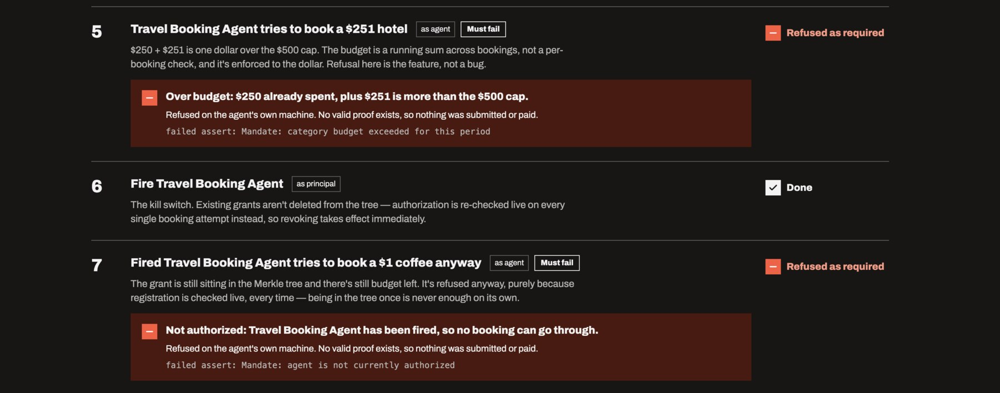 5
Travel Booking Agent tries to book a $251 hotel as agent Must fail
Refused as required
$250 + $251 is one dollar over the $500 cap. The budget is a running sum across bookings, not a per-
booking check, and it's enforced to the dollar. Refusal here is the feature, not a bug.
Over budget: $250 already spent, plus $251 is more than the $500 cap.
Refused on the agent's own machine. No valid proof exists, so nothing was submitted or paid.
failed assert: Mandate: category budget exceeded for this period
6
Fire Travel Booking Agent as principal
Done
The kill switch. Existing grants aren't deleted from the tree — authorization is re-checked live on every
single booking attempt instead, so revoking takes effect immediately.
7
Fired Travel Booking Agent tries to book a $1 coffee anyway as agent Must fail
Refused as required
The grant is still sitting in the Merkle tree and there's still budget left. It's refused anyway, purely because
registration is checked live, every time — being in the tree once is never enough on its own.
Not authorized: Travel Booking Agent has been fired, so no booking can go through.
Refused on the agent's own machine. No valid proof exists, so nothing was submitted or paid.
failed assert: Mandate: agent is not currently authorized